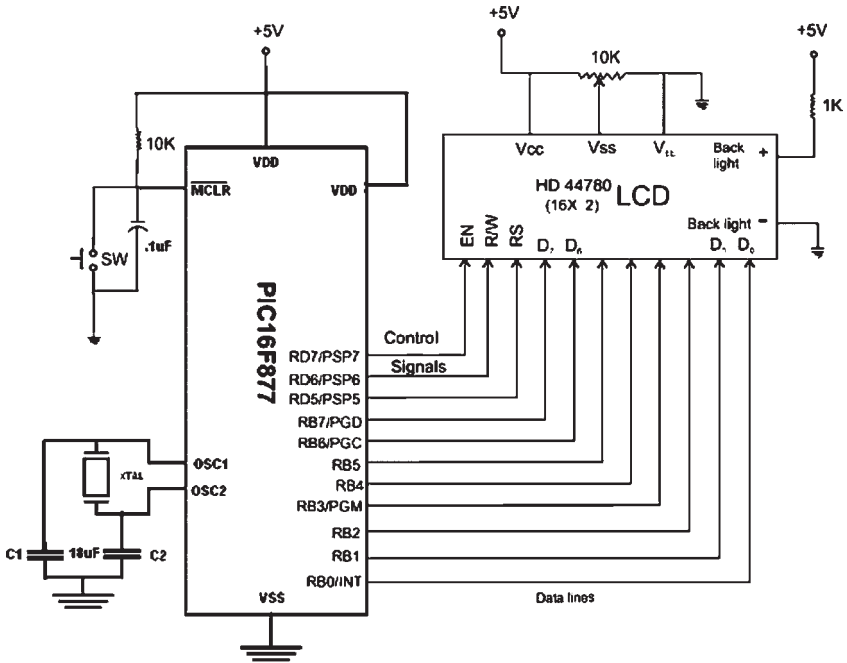 +5V
+5V
+5V
10K
1K
10K
VDD
MCLR
VDD
.1uF
SW
Vcc
Vss
Back light +
HD 44780
(16X 2)
LCD
Back light -
EN
R/W
RS
D7
D6
D1
D0
PIC16F877
Control
Signals
RD7/PSP7
RD6/PSP6
RD5/PSP5
RB7/PGD
RB6/PGC
RB5
RB4
RB3/PGM
RB2
RB1
RB0/INT
Data lines
OSC1
OSC2
XTAL
C1
18uF
C2
VSS